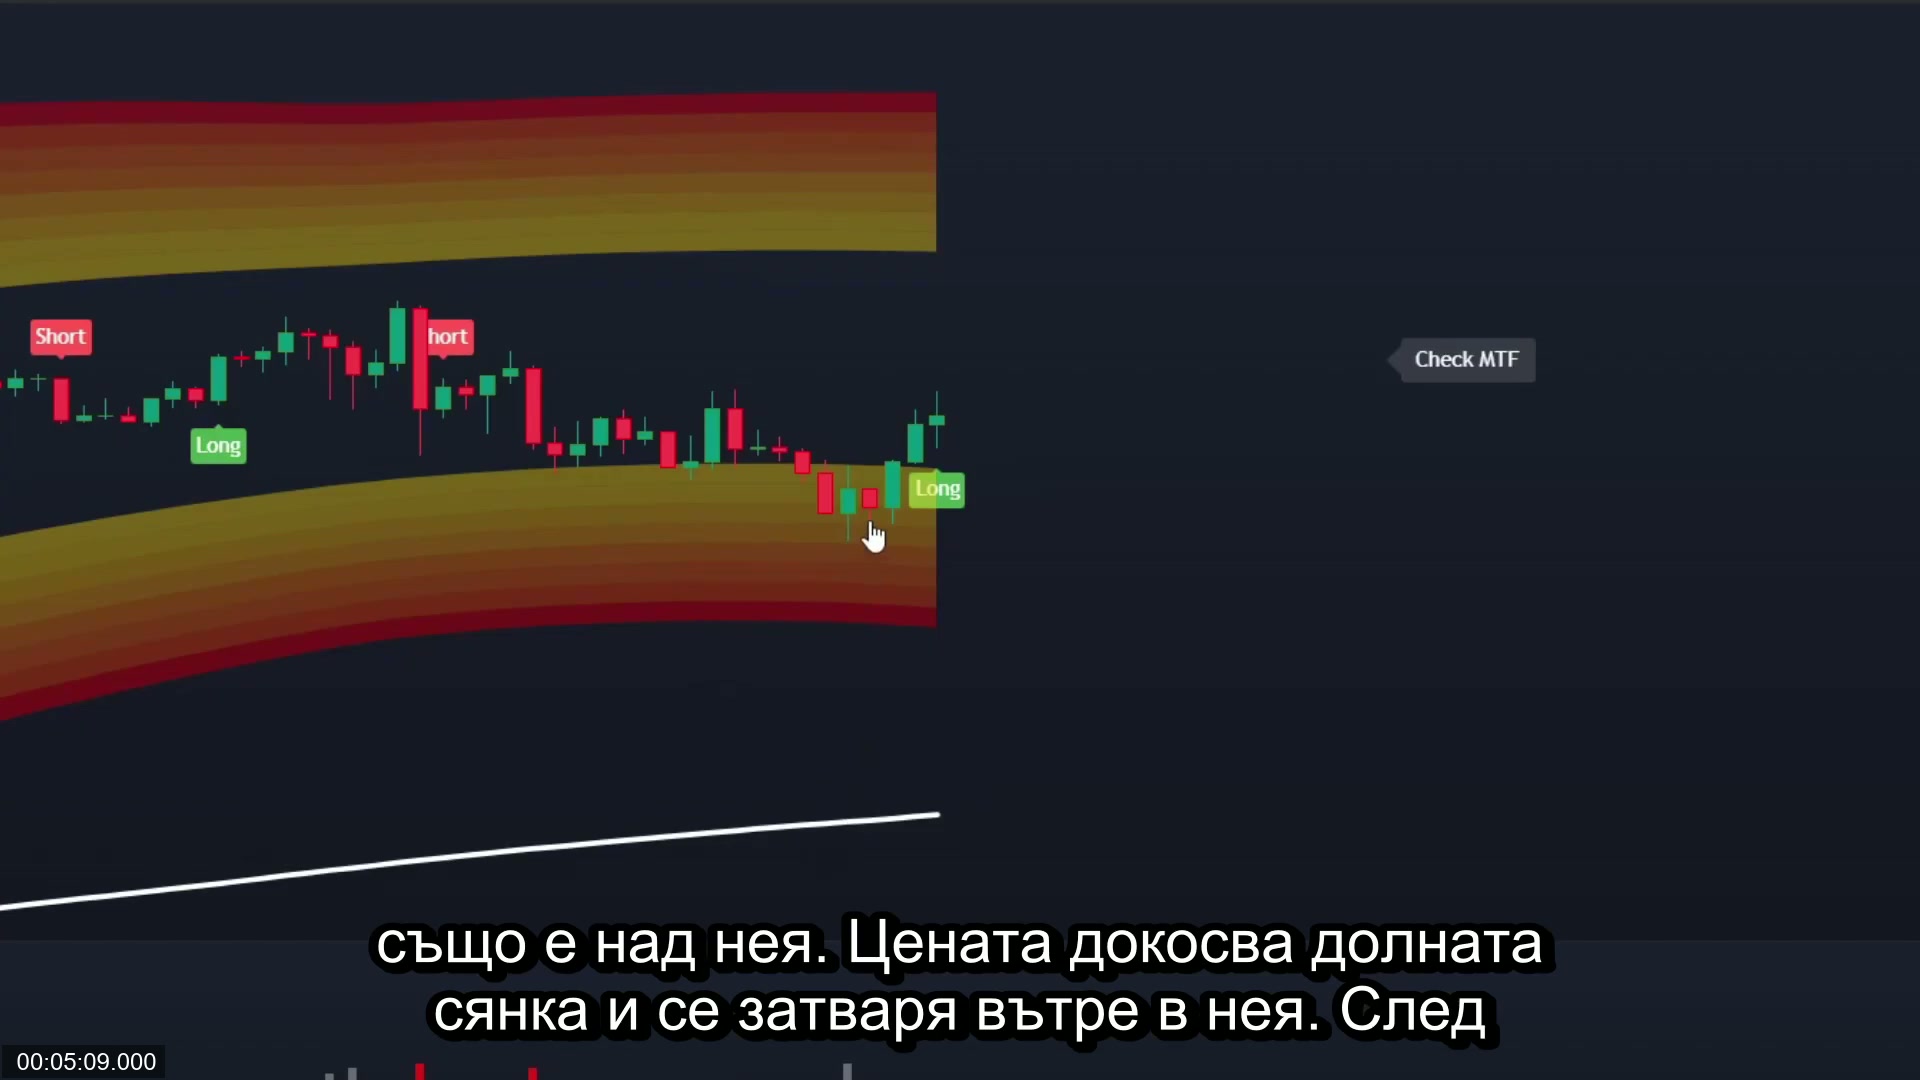 Short
hort
Check MTF
Long
Long
също е над нея. Цената докосва долната
сянка и се затваря вътре в нея. След
00:05:09.000